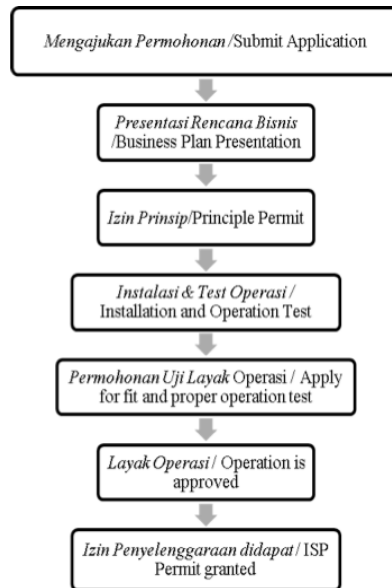 Mengajukan Permohonan /Submit Application
Presentasi Rencana Bisnis
/Business Plan Presentation
Izin Prinsip/Principle Permit
Instalasi & Test Operasi /
Installation and Operation Test
Permohonan Uji Layak Operasi / Apply
for fit and proper operation test
Layak Operasi / Operation is
approved
Izin Penyelenggaraan didapat / ISP
Permit granted